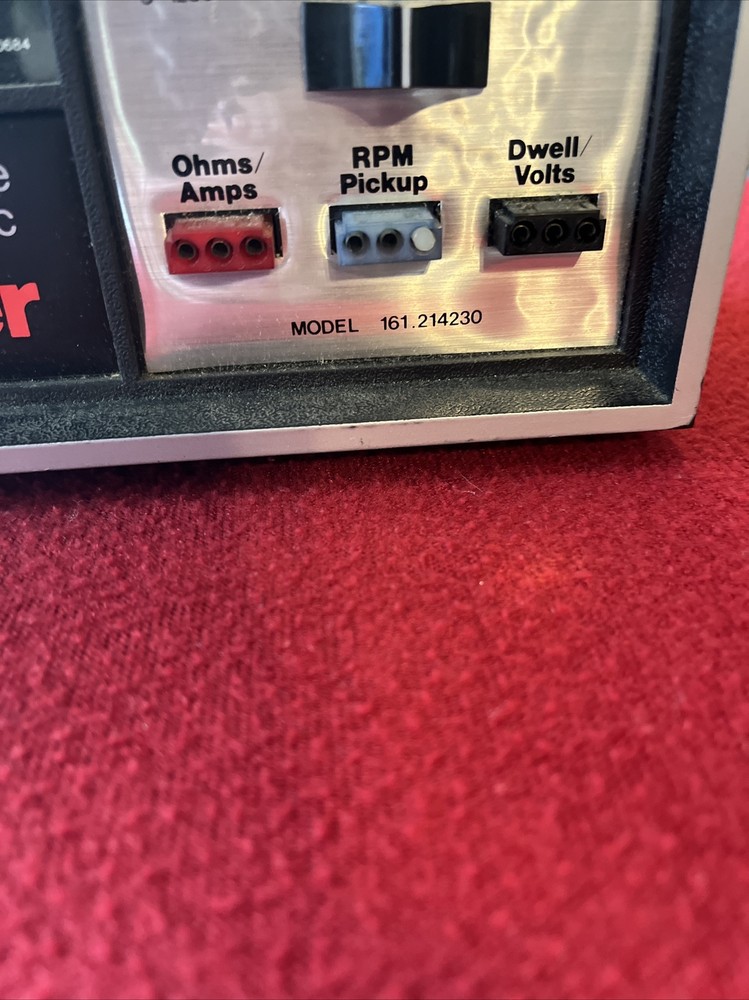 Ohms/
Amps
RPM
Pickup
Dwell/
Volts
MODEL 161.214230